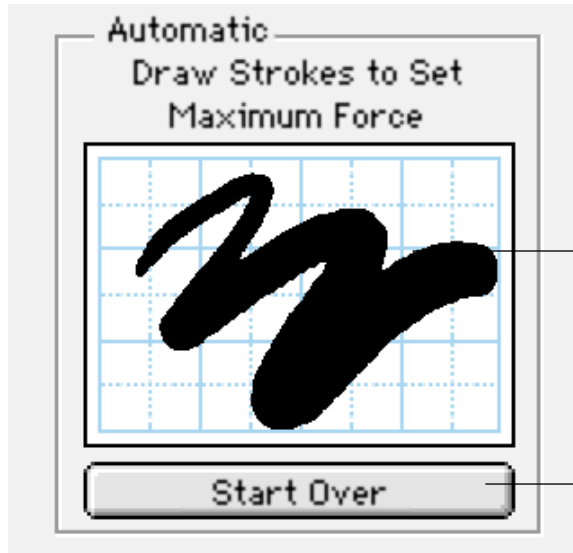 Automatic
Draw Strokes to Set
Maximum Force
Start Over